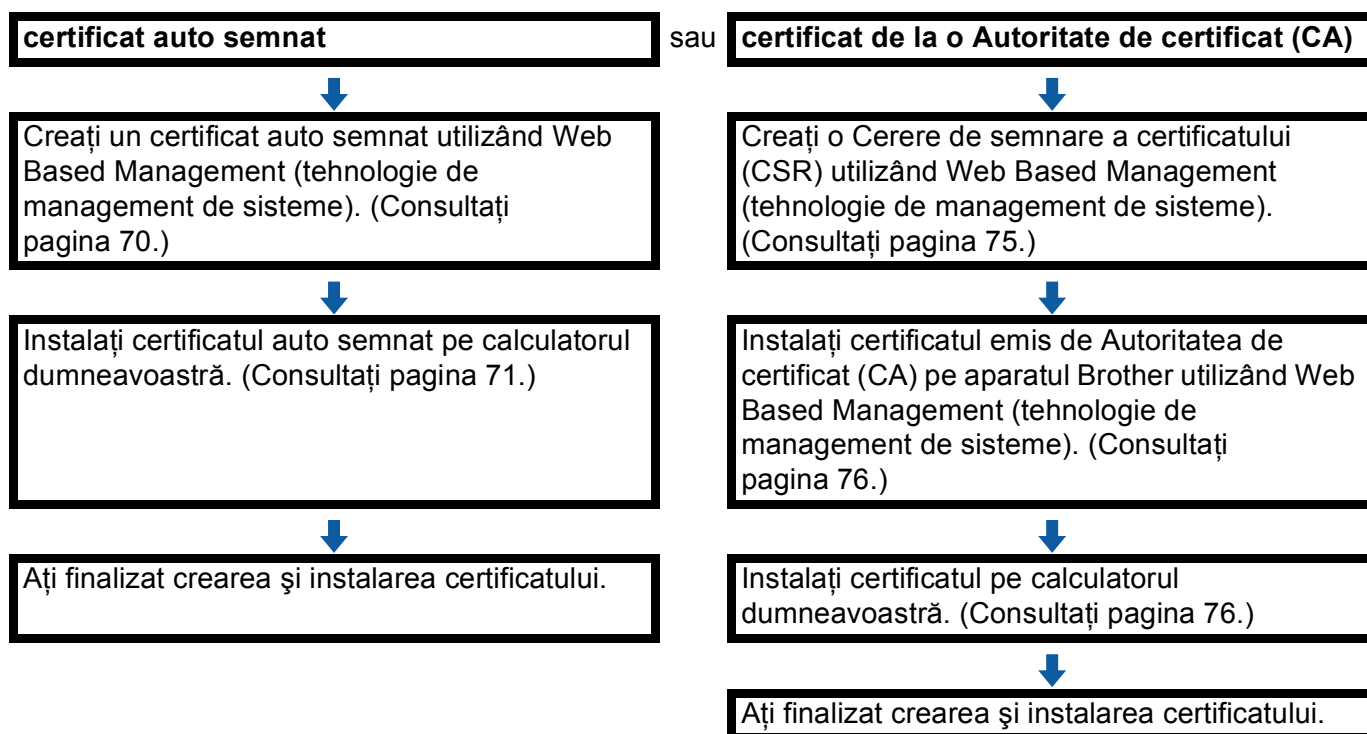 certificat auto semnat
sau
certificat de la o Autoritate de certificat (CA)
Creați un certificat auto semnat utilizând Web
Based Management (tehnologie de
management de sisteme). (Consultați
pagina 70.)
Instalați certificatul auto semnat pe calculatorul
dumneavoastră. (Consultați pagina 71.)
Ați finalizat crearea şi instalarea certificatului.
Creați o Cerere de semnare a certificatului
(CSR) utilizând Web Based Management
(tehnologie de management de sisteme).
(Consultați pagina 75.)
Instalați certificatul emis de Autoritatea de
certificat (CA) pe aparatul Brother utilizând Web
Based Management (tehnologie de
management de sisteme). (Consultați
pagina 76.)
Instalați certificatul pe calculatorul
dumneavoastră. (Consultați pagina 76.)
Ați finalizat crearea şi instalarea certificatului.